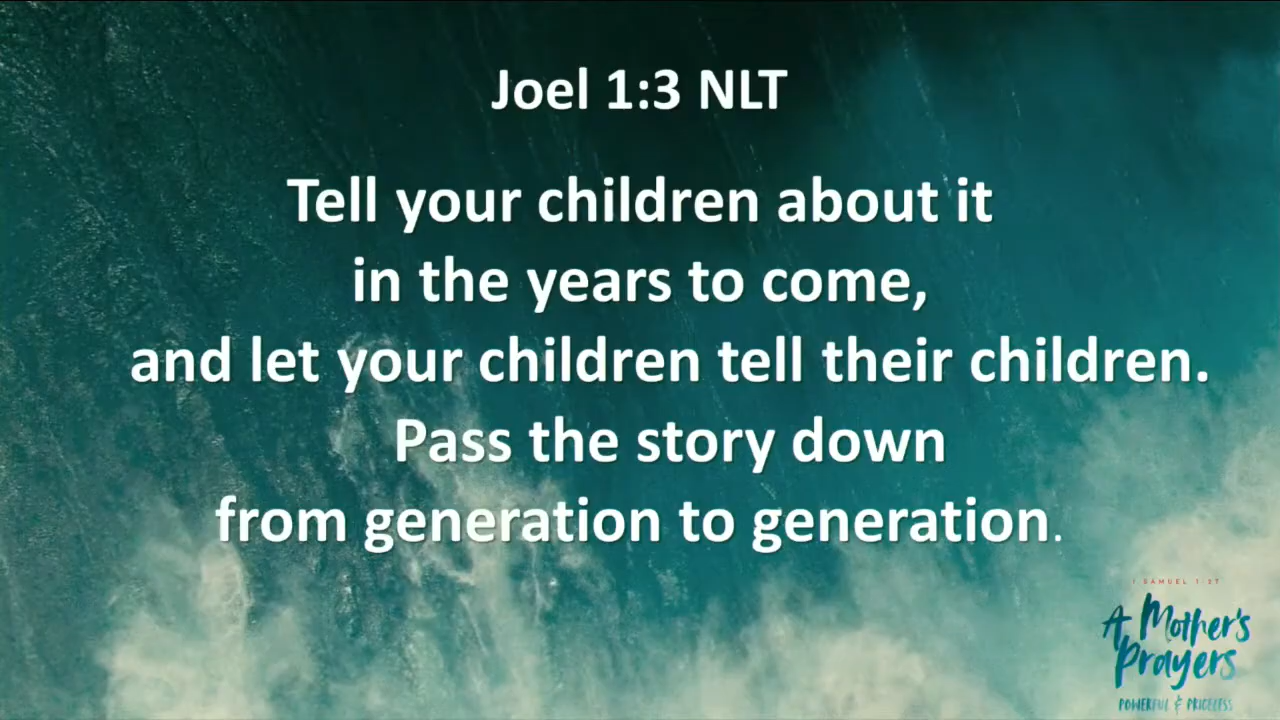 Joel 1:3 NLT
Tell your children about it
in the years to come,
and let your children tell their children.
Pass the story down
from generation to generation.
1 SAMUEL 1:27
A Mother's
Prayers
POWERFUL & PRICELESS